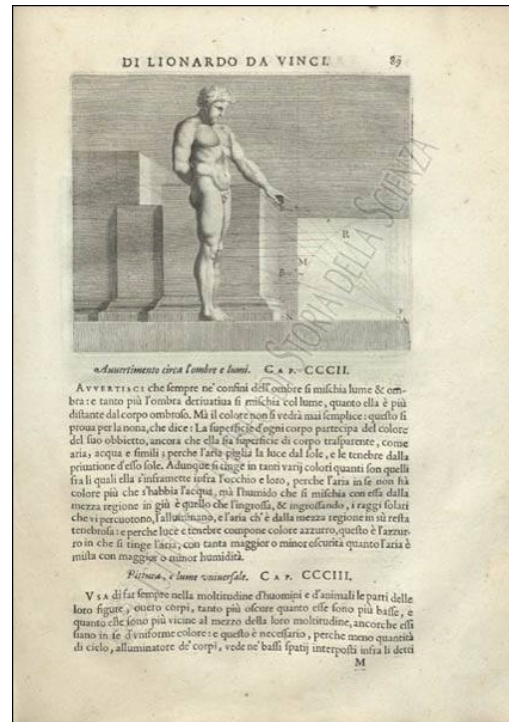 DI LIONARDO DA VINCI. 89
R
M
STORIA DELLA SCIENZA
Auuertimento circa l'ombre e lumi. CAP. CCCII.
AVVERTISCI che sempre ne' confini dell'ombre si mischia lume & om-
bra: e tanto più l'ombra deriuatiua si mischia col lume, quanto ella è più
distante dal corpo ombroso. Mà il colore non si vedrà mai semplice: questo si
proua per la nona, che dice: La superficie d'ogni corpo partecipa del colore
del suo obbietto, ancora che ella sia superficie di corpo trasparente, come
aria, acqua e simili; perche l'aria piglia la luce dal sole, e le tenebre dalla
priuatione d'esso sole. Adunque si tinge in tanti varij coloti quanti son quelli
fra li quali ella s'inframette infra l'occhio e loro, perche l'aria in se non hà
colore più che s'habbia l'acqua, mà l'humido che si mischia con essa dalla
mezza regione in giù è quello che l'ingrossa, & ingrossando, i raggi solari
che vi percuotono, l'alluminano, e l'aria ch'è dalla mezza regione in sù resta
tenebrosa: e perche luce e tenebre compone colore azzurro, questo è l'azzur-
ro in che si tinge l'aria, con tanta maggior o minor oscurità quanto l'aria è
mista con maggior o minor humidità.
Pittura, e lume vniuersale. CAP. CCCIII.
VSA di far sempre nella moltitudine d'huomini e d'animali le parti delle
loro figure, ouero corpi, tanto più oscure quanto esse sono più basse, e
quanto esse sono più vicine al mezzo della loro moltitudine, ancorche essi
siano in se d'vniforme colore: e questo è necessario, perche meno quantità
di cielo, alluminatore de' corpi, vede ne' bassi spatij interposti infra li detti
M